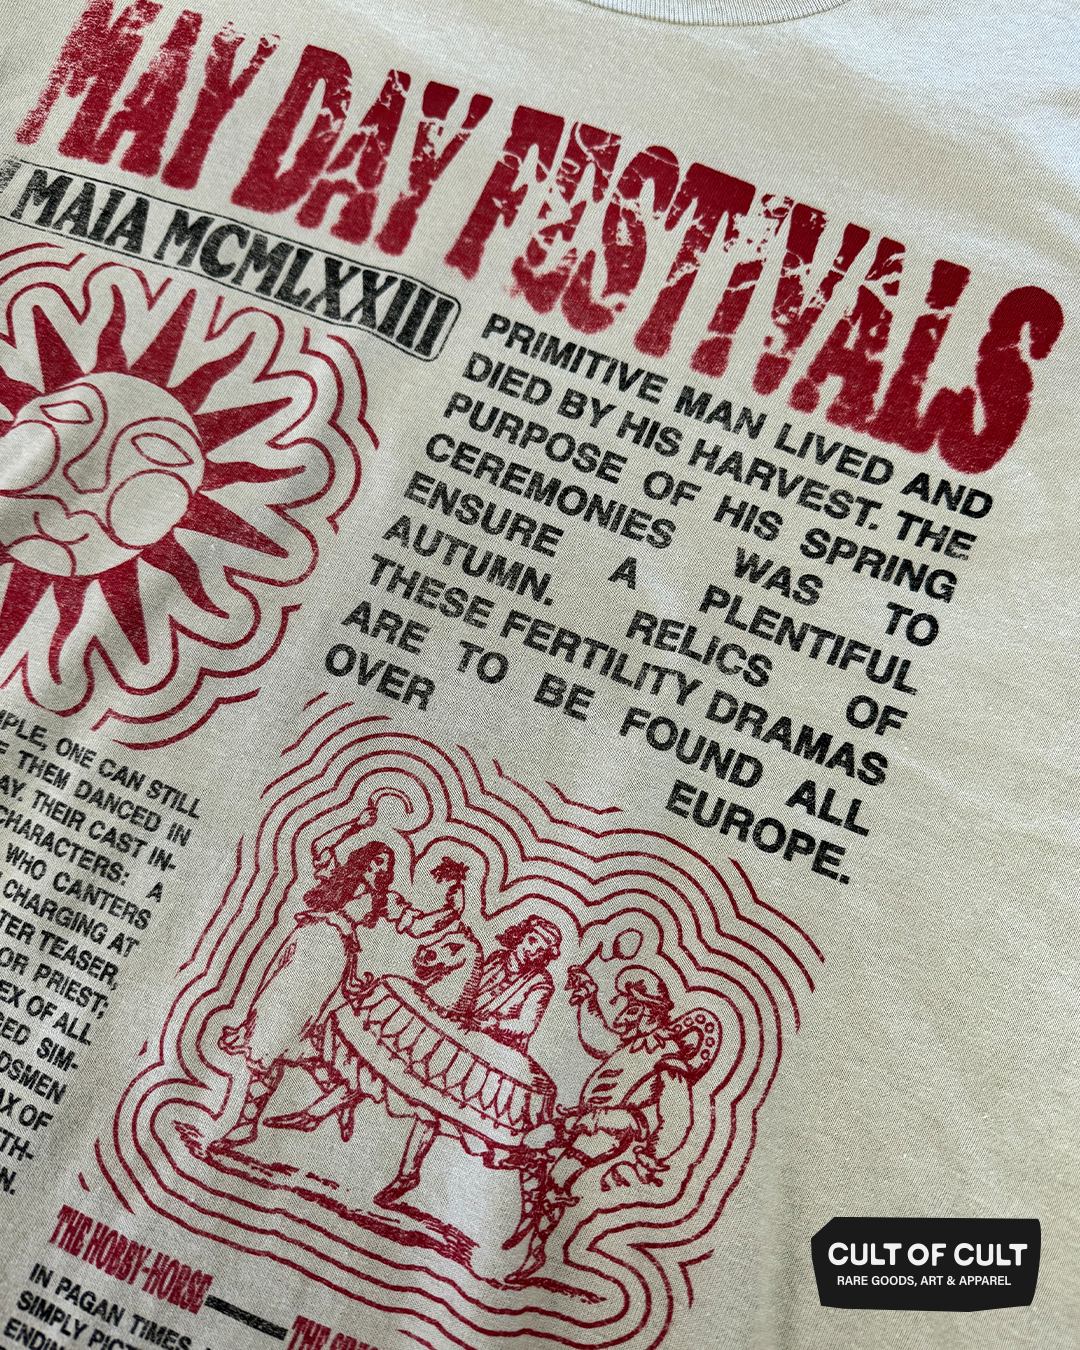 MAY DAY FESTIVALS
MAIA MCMLXXIII
PRIMITIVE MAN LIVED AND
DIED BY HIS HARVEST. THE
PURPOSE OF HIS SPRING
CEREMONIES WAS TO
ENSURE A PLENTIFUL
AUTUMN. RELICS OF
THESE FERTILITY DRAMAS
ARE TO BE FOUND ALL
OVER EUROPE.
MPLE, ONE CAN STILL
THEM DANCED IN
AY. THEIR CAST IN-
CHARACTERS: A
WHO CANTERS
CHARGING AT
TER TEASER,
OR PRIEST;
EX OF ALL
SED SIM-
DSMEN
AX OF
TH-
N.
THE HOBBY-HORSE
IN PAGAN TIMES,
SIMPLY PICT
ENDIN
CULT OF CULT
RARE GOODS, ART & APPAREL